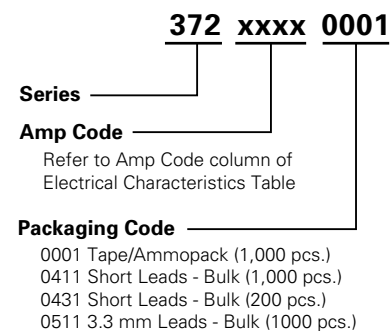 372 xxxx 0001
Series
Amp Code
Refer to Amp Code column of
Electrical Characteristics Table
Packaging Code
0001 Tape/Ammopack (1,000 pcs.)
0411 Short Leads - Bulk (1,000 pcs.)
0431 Short Leads - Bulk (200 pcs.)
0511 3.3 mm Leads - Bulk (1000 pcs.)